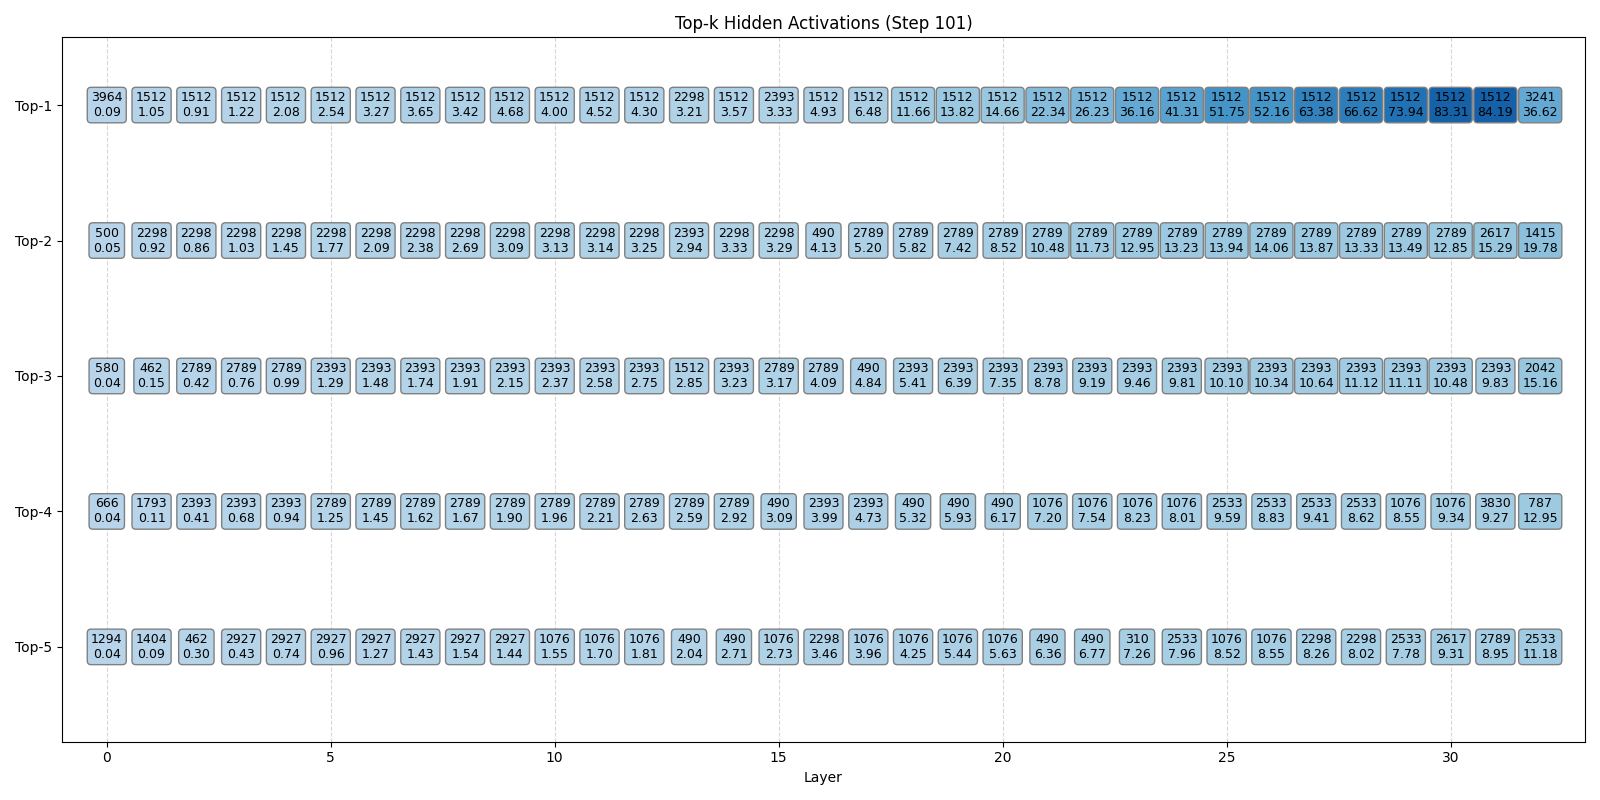 Top-k Hidden Activations (Step 101)
Top-1
3964 1512 1512 1512 1512 1512 1512 1512 1512 1512 1512 1512 1512 2298 1512 2393 1512 1512 1512 1512 1512 1512 1512 1512 1512 1512 1512 1512 1512 1512 1512 1512 3241
0.09 1.05 0.91 1.22 2.08 2.54 3.27 3.65 3.42 4.68 4.00 4.52 4.30 3.21 3.57 3.33 4.93 6.48 11.66 13.82 14.66 22.34 26.23 36.16 41.31 51.75 52.16 63.38 66.62 73.94 83.31 84.19 36.62
Top-2
500 2298 2298 2298 2298 2298 2298 2298 2298 2298 2298 2298 2298 2393 2298 2298 490 2789 2789 2789 2789 2789 2789 2789 2789 2789 2789 2789 2789 2789 2789 2617 1415
0.05 0.92 0.86 1.03 1.45 1.77 2.09 2.38 2.69 3.09 3.13 3.14 3.25 2.94 3.33 3.29 4.13 5.20 5.82 7.42 8.52 10.48 11.73 12.95 13.23 13.94 14.06 13.87 13.33 13.49 12.85 15.29 19.78
Top-3
580 462 2789 2789 2789 2393 2393 2393 2393 2393 2393 2393 2393 1512 2393 2789 2789 490 2393 2393 2393 2393 2393 2393 2393 2393 2393 2393 2393 2393 2393 2393 2042
0.04 0.15 0.42 0.76 0.99 1.29 1.48 1.74 1.91 2.15 2.37 2.58 2.75 2.85 3.23 3.17 4.09 4.84 5.41 6.39 7.35 8.78 9.19 9.46 9.81 10.10 10.34 10.64 11.12 11.11 10.48 9.83 15.16
Top-4
666 1793 2393 2393 2393 2789 2789 2789 2789 2789 2789 2789 2789 2789 2789 490 2393 2393 490 490 490 1076 1076 1076 1076 2533 2533 2533 2533 1076 1076 3830 787
0.04 0.11 0.41 0.68 0.94 1.25 1.45 1.62 1.67 1.90 1.96 2.21 2.63 2.59 2.92 3.09 3.99 4.73 5.32 5.93 6.17 7.20 7.54 8.23 8.01 9.59 8.83 9.41 8.62 8.55 9.34 9.27 12.95
Top-5
1294 1404 462 2927 2927 2927 2927 2927 2927 2927 1076 1076 1076 490 490 1076 2298 1076 1076 1076 1076 490 490 310 2533 1076 1076 2298 2298 2533 2617 2789 2533
0.04 0.09 0.30 0.43 0.74 0.96 1.27 1.43 1.54 1.44 1.55 1.70 1.81 2.04 2.71 2.73 3.46 3.96 4.25 5.44 5.63 6.36 6.77 7.26 7.96 8.52 8.55 8.26 8.02 7.78 9.31 8.95 11.18
0 5 10 15 20 25 30
Layer